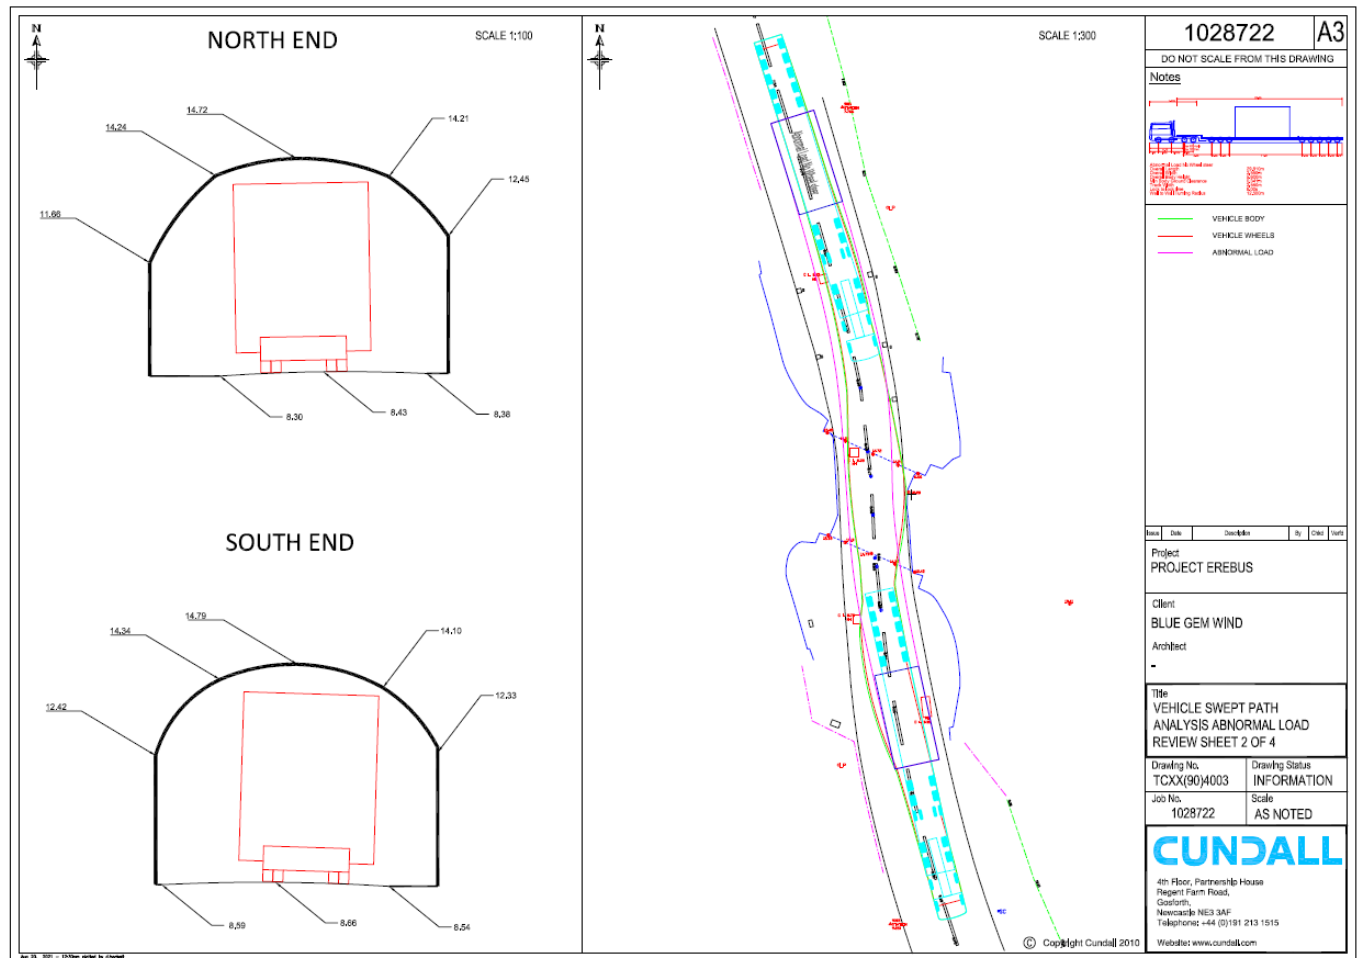 N
NORTH END
SCALE 1:100
14.72
14.24
14.21
12.45
11.66
8.30
8.43
8.38
SOUTH END
14.79
14.34
14.10
12.42
12.33
8.59
8.66
8.54
N
SCALE 1:300
© Copyright Cundall 2010
1028722
A3
DO NOT SCALE FROM THIS DRAWING
Notes
VEHICLE BODY
VEHICLE WHEELS
ABNORMAL LOAD
Issue Date Description By Chkd Verfd
Project
PROJECT EREBUS
Client
BLUE GEM WIND
Architect
-
Title
VEHICLE SWEPT PATH
ANALYSIS ABNORMAL LOAD
REVIEW SHEET 2 OF 4
Drawing No.
TCXX(90)4003
Drawing Status
INFORMATION
Job No.
1028722
Scale
AS NOTED
CUNDALL
4th Floor, Partnership House
Regent Farm Road,
Gosforth,
Newcastle NE3 3AF
Telephone: +44 (0)191 213 1515
Website: www.cundall.com